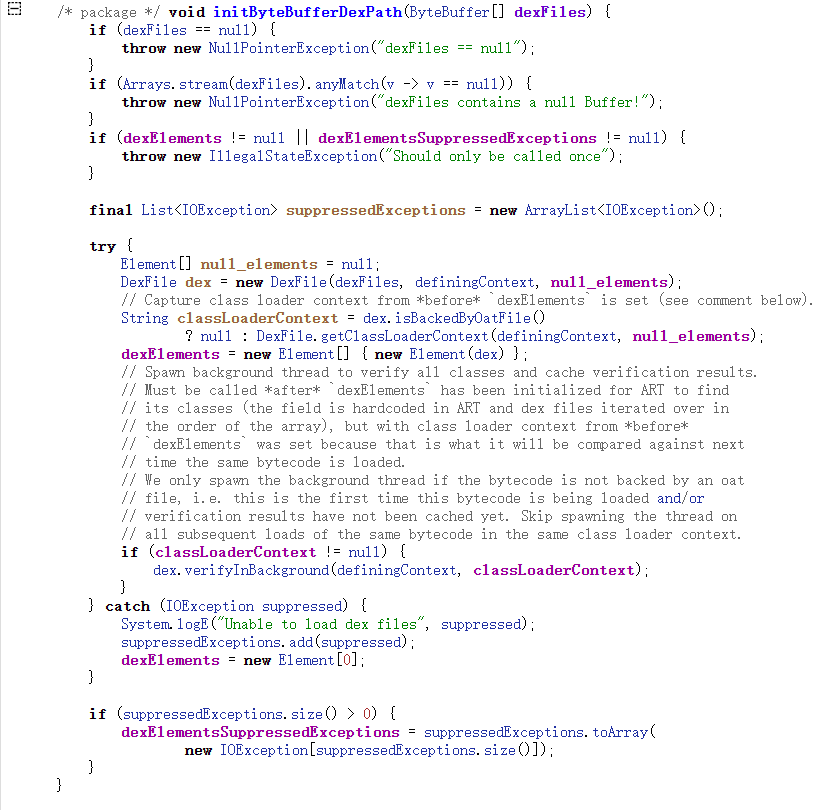 /* package */ void initByteBufferDexPath(ByteBuffer[] dexFiles) {
    if (dexFiles == null) {
        throw new NullPointerException("dexFiles == null");
    }
    if (Arrays.stream(dexFiles).anyMatch(v -> v == null)) {
        throw new NullPointerException("dexFiles contains a null Buffer!");
    }
    if (dexElements != null || dexElementsSuppressedExceptions != null) {
        throw new IllegalStateException("Should only be called once");
    }

    final List<IOException> suppressedExceptions = new ArrayList<IOException>();

    try {
        Element[] null_elements = null;
        DexFile dex = new DexFile(dexFiles, definingContext, null_elements);
        // Capture class loader context from *before* `dexElements` is set (see comment below).
        String classLoaderContext = dex.isBackedByOatFile()
                ? null : DexFile.getClassLoaderContext(definingContext, null_elements);
        dexElements = new Element[] { new Element(dex) };
        // Spawn background thread to verify all classes and cache verification results.
        // Must be called *after* `dexElements` has been initialized for ART to find
        // its classes (the field is hardcoded in ART and dex files iterated over in
        // the order of the array), but with class loader context from *before*
        // `dexElements` was set because that is what it will be compared against next
        // time the same bytecode is loaded.
        // We only spawn the background thread if the bytecode is not backed by an oat
        // file, i.e. this is the first time this bytecode is being loaded and/or
        // verification results have not been cached yet. Skip spawning the thread on
        // all subsequent loads of the same bytecode in the same class loader context.
        if (classLoaderContext != null) {
            dex.verifyInBackground(definingContext, classLoaderContext);
        }
    } catch (IOException suppressed) {
        System.logE("Unable to load dex files", suppressed);
        suppressedExceptions.add(suppressed);
        dexElements = new Element[0];
    }

    if (suppressedExceptions.size() > 0) {
        dexElementsSuppressedExceptions = suppressedExceptions.toArray(
                new IOException[suppressedExceptions.size()]);
    }
}